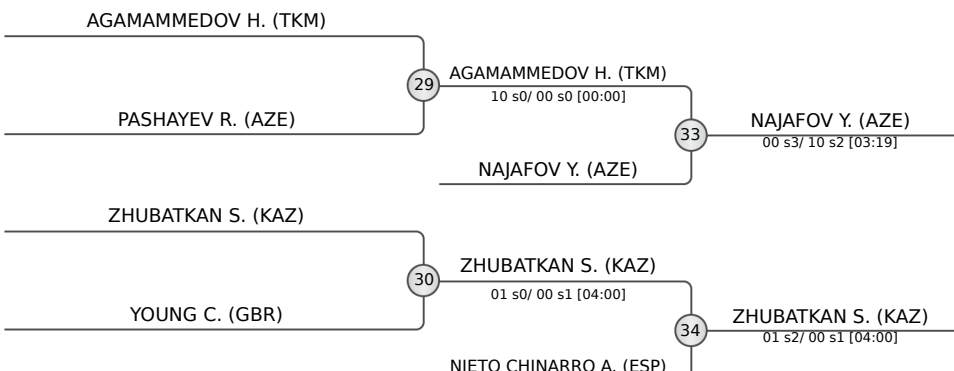 AGAMAMMEDOV H. (TKM)
29
AGAMAMMEDOV H. (TKM)
10 s0/ 00 s0 [00:00]
PASHAYEV R. (AZE)
33
NAJAFOV Y. (AZE)
00 s3/ 10 s2 [03:19]
NAJAFOV Y. (AZE)
ZHUBATKAN S. (KAZ)
30
ZHUBATKAN S. (KAZ)
01 s0/ 00 s1 [04:00]
YOUNG C. (GBR)
34
ZHUBATKAN S. (KAZ)
01 s2/ 00 s1 [04:00]
NIETO CHINARRO A. (ESP)